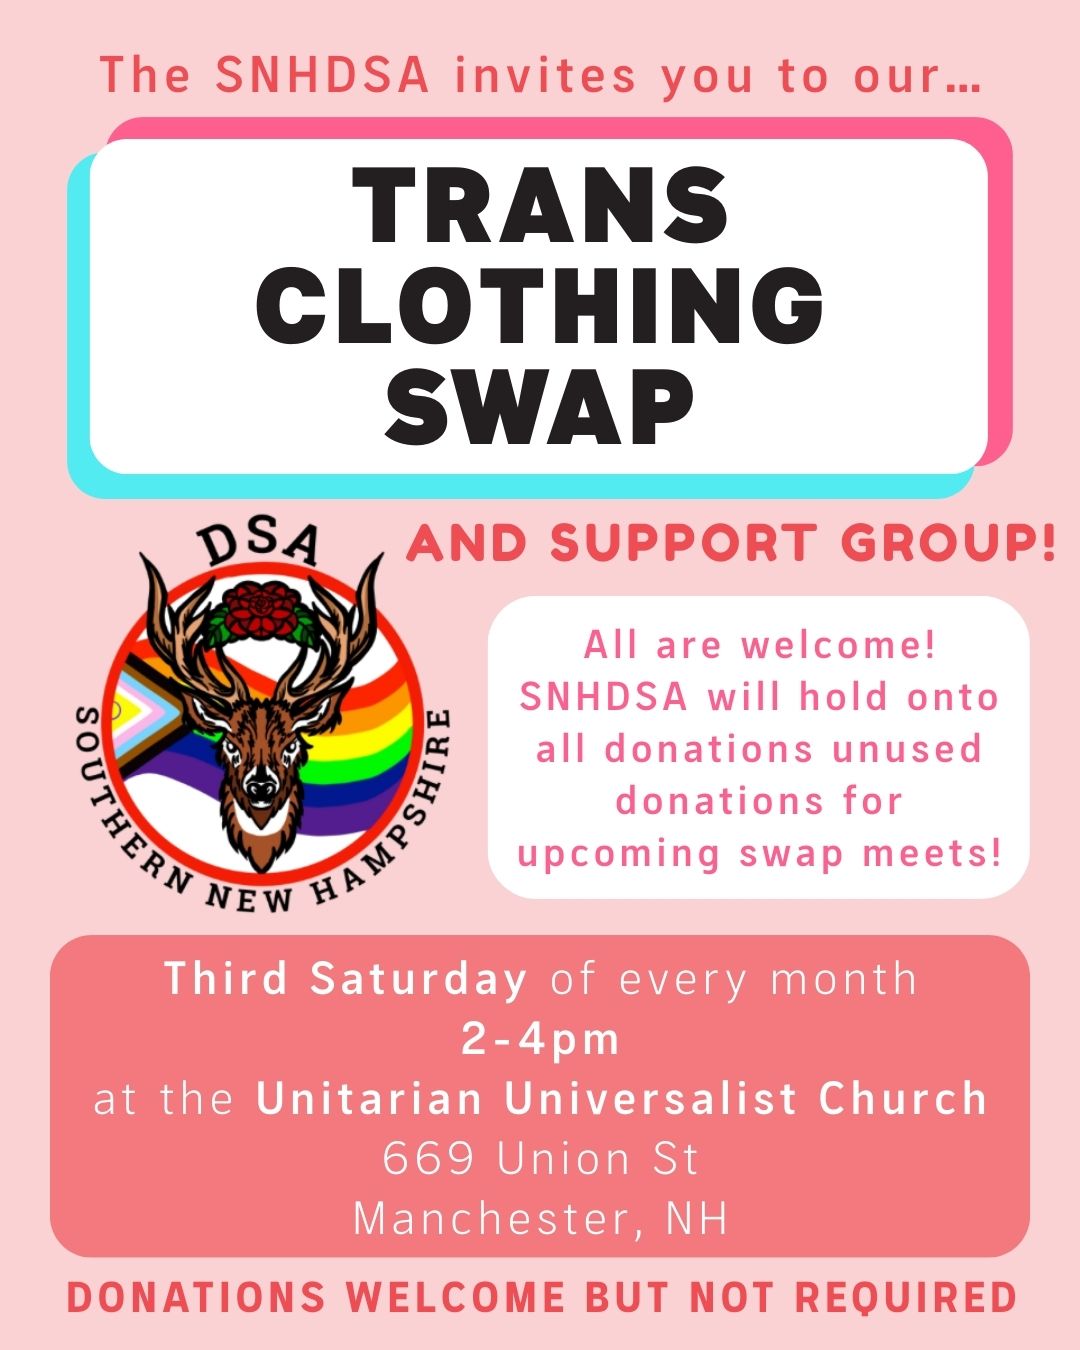 The SNHDSA invites you to our...
TRANS
CLOTHING
SWAP
AND SUPPORT GROUP!
DSA
SOUTHERN NEW HAMPSHIRE
All are welcome!
SNHDSA will hold onto
all donations unused
donations for
upcoming swap meets!
Third Saturday of every month
2-4pm
at the Unitarian Universalist Church
669 Union St
Manchester, NH
DONATIONS WELCOME BUT NOT REQUIRED